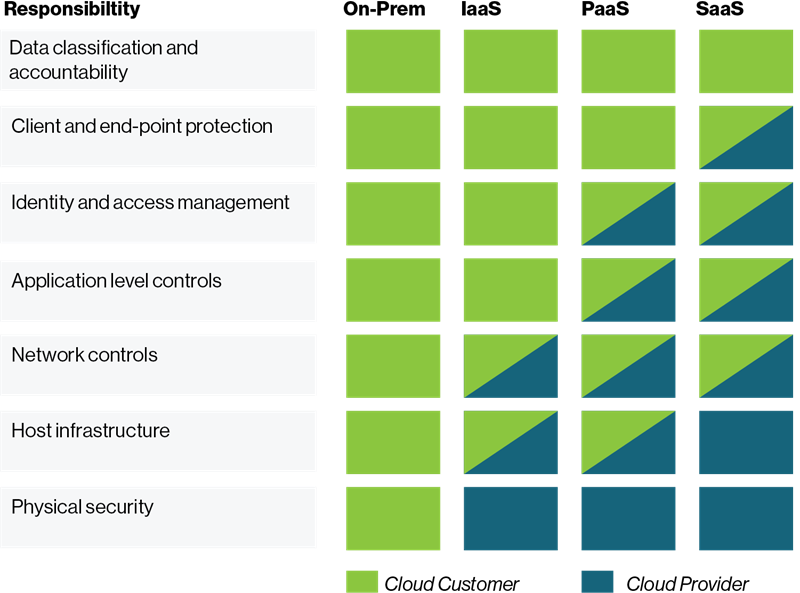 Responsibiltity On-Prem IaaS PaaS SaaS
Data classification and
accountability
Client and end-point protection
Identity and access management
Application level controls
Network controls
Host infrastructure
Physical security
Cloud Customer Cloud Provider